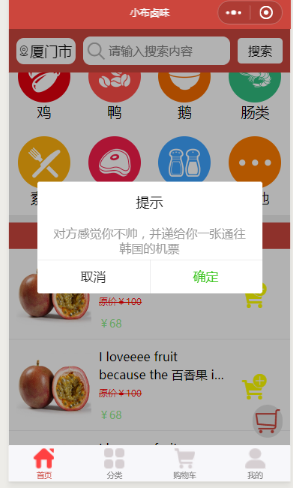 小布卤味
厦门市
请输入搜索内容
搜索
鸡
鸭
鹅
肠类
提示
对方感觉你不帅，并递给你一张通往
韩国的机票
取消
确定
原价￥100
￥68
I loveeee fruit
because the 百香果 i...
原价￥100
￥68
首页
分类
购物车
我的